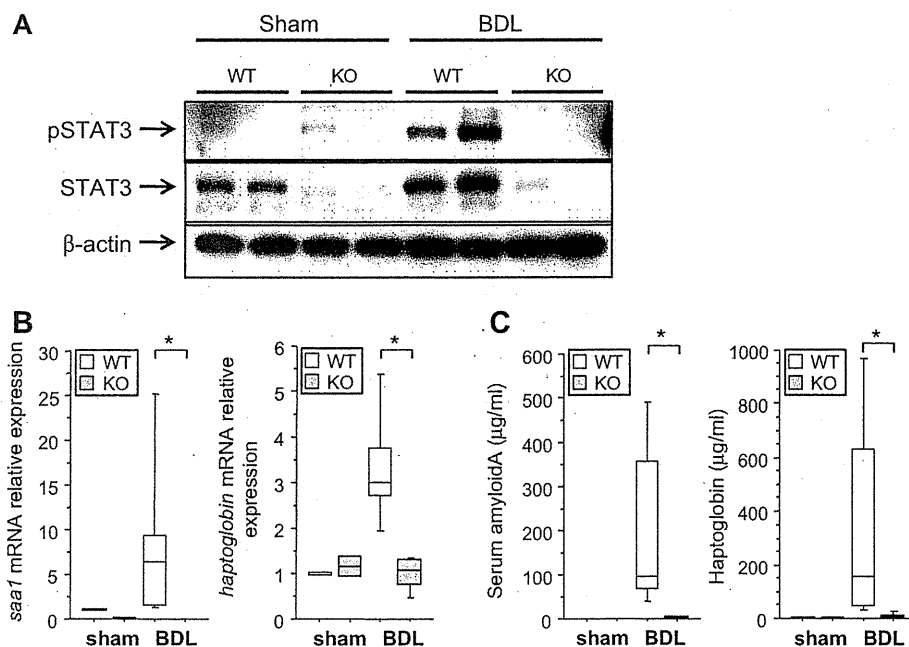 A
Sham BDL
WT KO WT KO
pSTAT3
STAT3
β-actin
B
saa1 mRNA relative expression
30
25
20
15
10
5
0
WT
KO
*
sham BDL
haptoglobin mRNA relative
expression
6
5
4
3
2
1
0
WT
KO
*
sham BDL
C
Serum amyloidA (µg/ml)
600
500
400
300
200
100
0
WT
KO
*
sham BDL
Haptoglobin (µg/ml)
1000
800
600
400
200
0
WT
KO
*
sham BDL